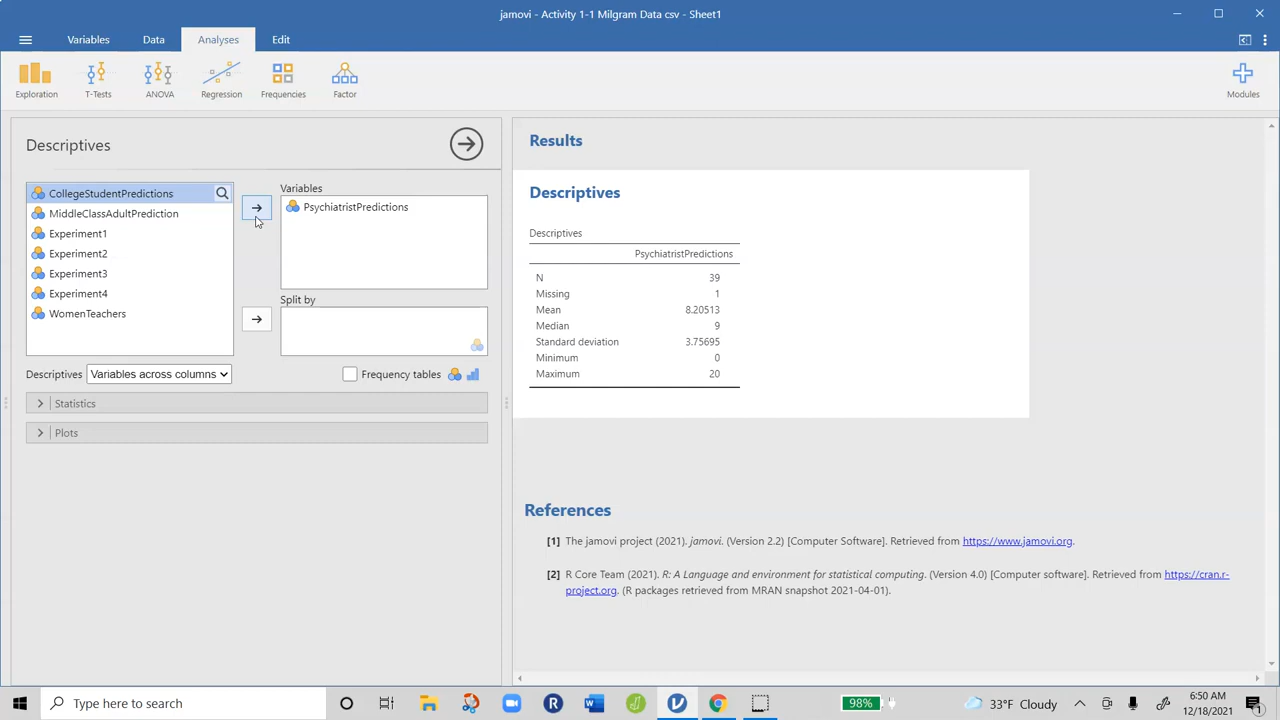 jamovi - Activity 1-1 Milgram Data csv - Sheet1
Variables Data Analyses Edit
Exploration T-Tests ANOVA Regression Frequencies Factor Modules
Descriptives
CollegeStudentPredictions
MiddleClassAdultPrediction
Experiment1
Experiment2
Experiment3
Experiment4
WomenTeachers
Variables
PsychiatristPredictions
Split by
Descriptives Variables across columns Frequency tables
Statistics
Plots
Results
Descriptives
Descriptives
PsychiatristPredictions
N 39
Missing 1
Mean 8.20513
Median 9
Standard deviation 3.75695
Minimum 0
Maximum 20
References
[1] The jamovi project (2021). jamovi. (Version 2.2) [Computer Software]. Retrieved from https://www.jamovi.org.
[2] R Core Team (2021). R: A Language and environment for statistical computing. (Version 4.0) [Computer software]. Retrieved from https://cran.r-
project.org. (R packages retrieved from MRAN snapshot 2021-04-01).
Type here to search
98%
33°F Cloudy
6:50 AM
12/18/2021
1